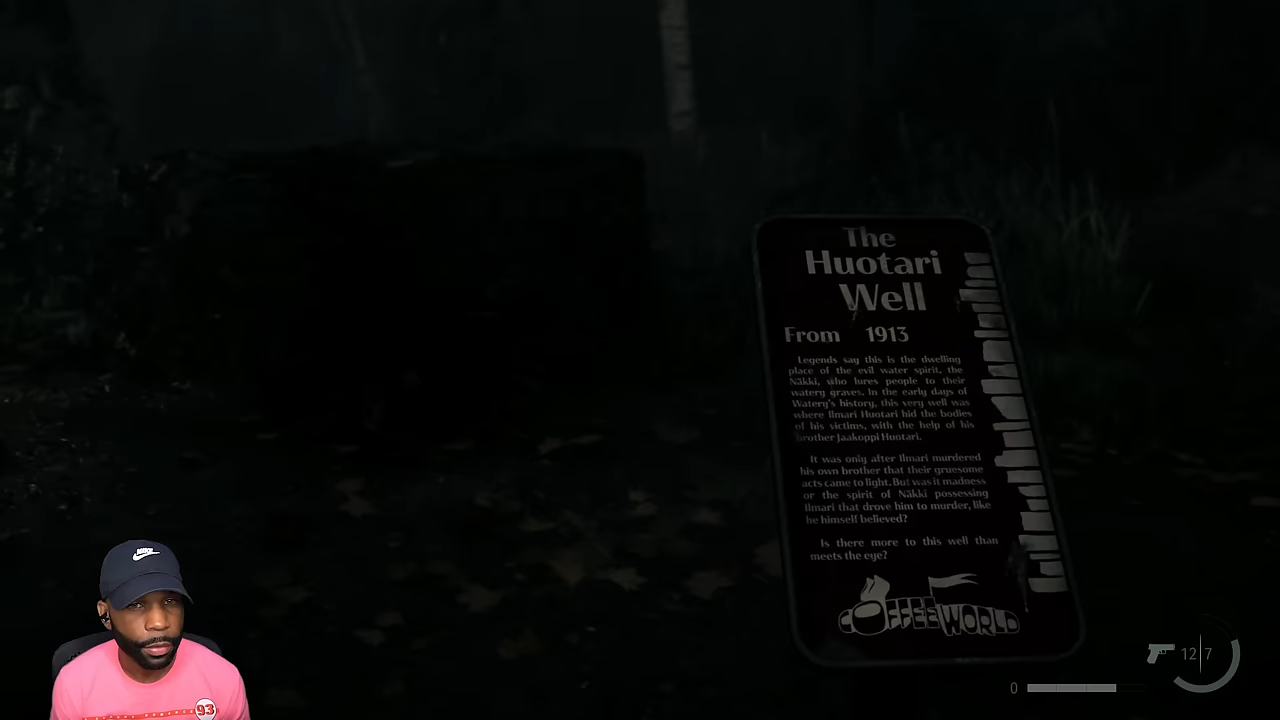 The
Huotari
Well
From 1913
Legends say this is the dwelling
place of the evil water spirit, the
Näkki, who lures people to their
watery graves. In the early days of
Watery's history, this very well was
where Ilmari Huotari hid the bodies
of his victims, with the help of his
brother Jaakoppi Huotari.
It was only after Ilmari murdered
his own brother that their gruesome
acts came to light. But was it madness
or the spirit of Näkki possessing
Ilmari that drove him to murder, like
he himself believed?
Is there more to this well than
meets the eye?
COFFEE WORLD
12 7
0
93